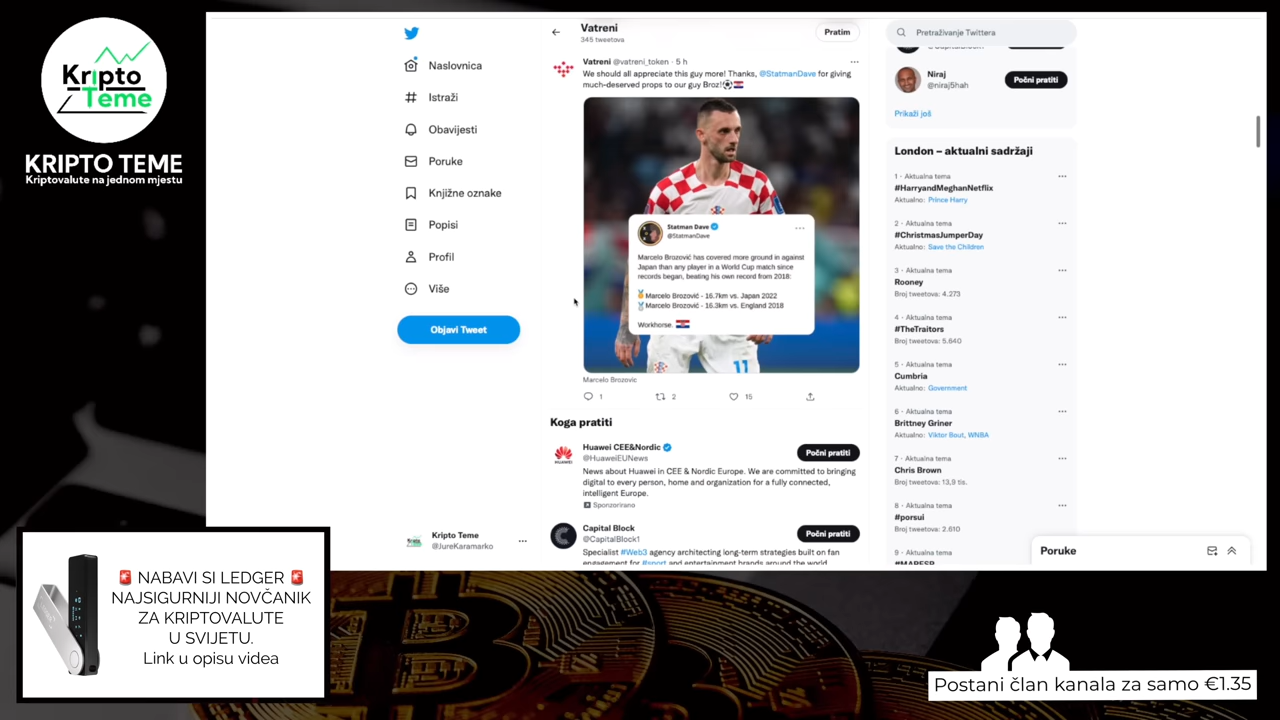 Kripto
Teme
KRIPTO TEME
Kriptovalute na jednom mjestu
Naslovnica
Istraži
Obavijesti
Poruke
Knjižne oznake
Popisi
Profil
Više
Objavi Tweet
Kripto Teme
@JureKaramarko
Vatreni
345 tweetova
Pratim
Vatreni @vatreni_token · 5 h
We should all appreciate this guy more! Thanks, @StatmanDave for giving
much-deserved props to our guy Broz!⚽🇭🇷
Statman Dave
@StatmanDave
Marcelo Brozović has covered more ground in against
Japan than any player in a World Cup match since
records began, beating his own record from 2018:
🥇Marcelo Brozović - 16.7km vs. Japan 2022
🥈Marcelo Brozović - 16.3km vs. England 2018
Workhorse. 🇭🇷
11
Marcelo Brozovic
1
2
15
Koga pratiti
HUAWEI
Huawei CEE&Nordic
@HuaweiEUNews
Počni pratiti
News about Huawei in CEE & Nordic Europe. We are committed to bringing
digital to every person, home and organization for a fully connected,
intelligent Europe.
Sponzorirano
Capital Block
@CapitalBlock1
Počni pratiti
Specialist #Web3 agency architecting long-term strategies built on fan
engagement for #sport and entertainment brands around the world
Pretraživanje Twittera
Niraj
@niraj5hah
Počni pratiti
Prikaži još
London – aktualni sadržaji
1 · Aktualna tema
#HarryandMeghanNetflix
Aktualno: Prince Harry
2 · Aktualna tema
#ChristmasJumperDay
Aktualno: Save the Children
3 · Aktualna tema
Rooney
Broj tweetova: 4.273
4 · Aktualna tema
#TheTraitors
Broj tweetova: 5.640
5 · Aktualna tema
Cumbria
Aktualno: Government
6 · Aktualna tema
Brittney Griner
Aktualno: Viktor Bout, WNBA
7 · Aktualna tema
Chris Brown
Broj tweetova: 13,9 tis.
8 · Aktualna tema
#porsui
Broj tweetova: 2.610
9 · Aktualna tema
Poruke
🚨 NABAVI SI LEDGER 🚨
NAJSIGURNIJI NOVČANIK
ZA KRIPTOVALUTE
U SVIJETU.
Link u opisu videa
Postani član kanala za samo €1.35